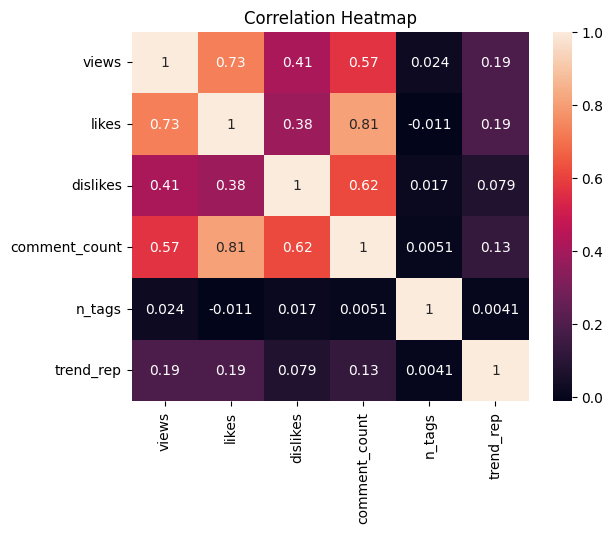 Correlation Heatmap
views 1 0.73 0.41 0.57 0.024 0.19
likes 0.73 1 0.38 0.81 -0.011 0.19
dislikes 0.41 0.38 1 0.62 0.017 0.079
comment_count 0.57 0.81 0.62 1 0.0051 0.13
n_tags 0.024 -0.011 0.017 0.0051 1 0.0041
trend_rep 0.19 0.19 0.079 0.13 0.0041 1
views likes dislikes comment_count n_tags trend_rep
1.0
0.8
0.6
0.4
0.2
0.0